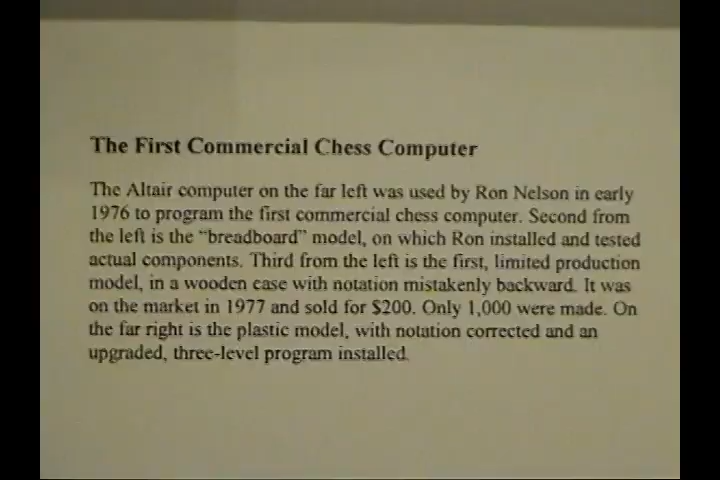 The First Commercial Chess Computer
The Altair computer on the far left was used by Ron Nelson in early
1976 to program the first commercial chess computer. Second from
the left is the “breadboard” model, on which Ron installed and tested
actual components. Third from the left is the first, limited production
model, in a wooden case with notation mistakenly backward. It was
on the market in 1977 and sold for $200. Only 1,000 were made. On
the far right is the plastic model, with notation corrected and an
upgraded, three-level program installed.